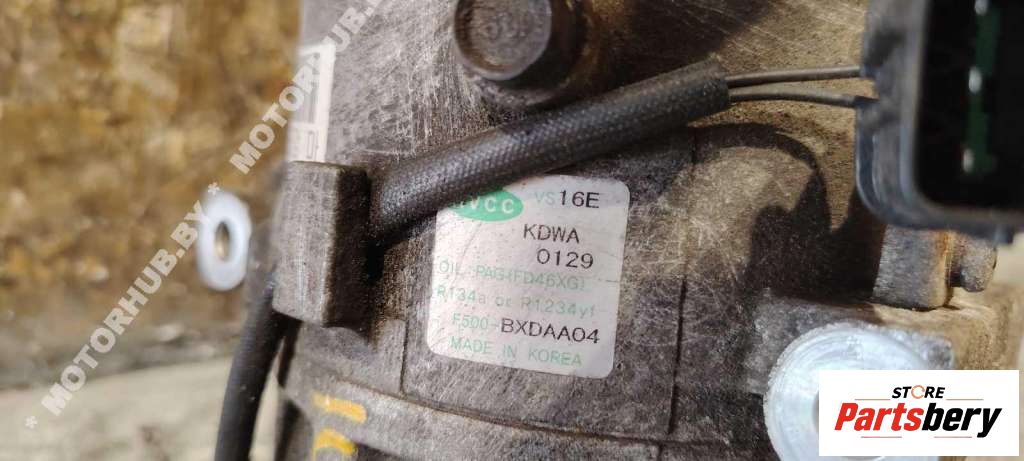 VS16E
KDWA
0129
OIL PAG(FD46XG)
R134a or R1234yf
F500-BXDAA04
MADE IN KOREA
* MOTORHUB.BY * MOTORHUB.BY
STORE
Partsbery